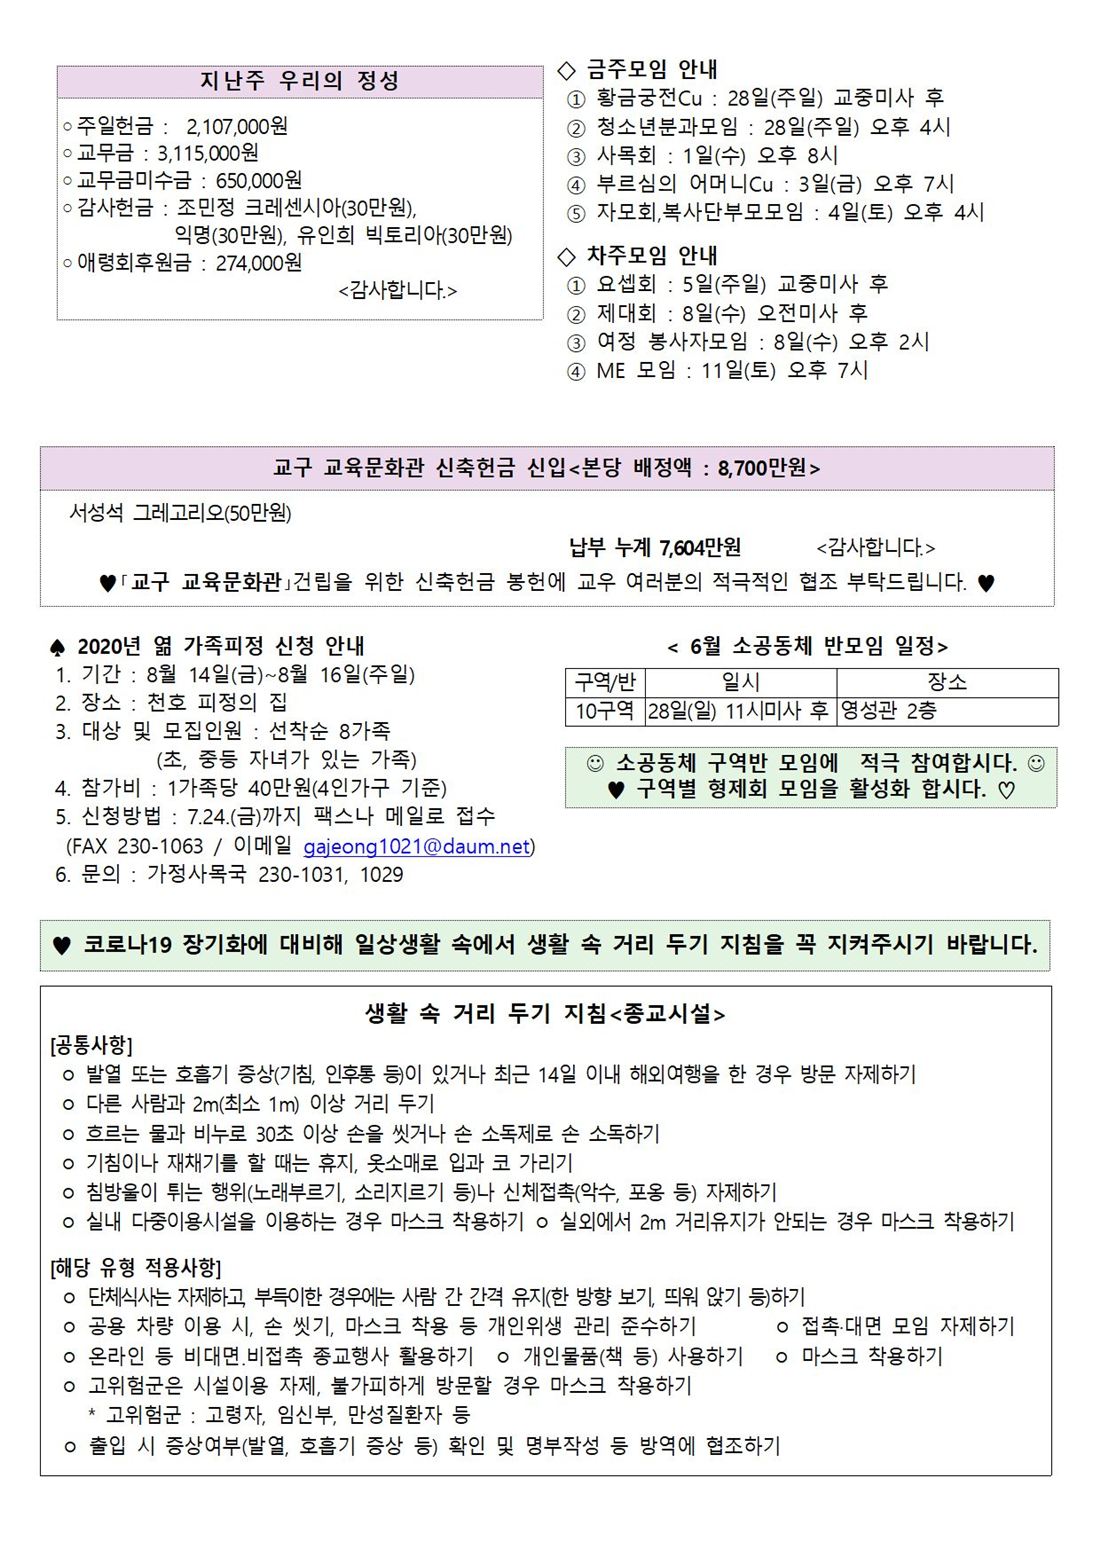 지난주 우리의 정성
○ 주일헌금 : 2,107,000원
○ 교무금 : 3,115,000원
○ 교무금미수금 : 650,000원
○ 감사헌금 : 조민정 크레센시아(30만원),
익명(30만원), 유인희 빅토리아(30만원)
○ 애령회후원금 : 274,000원
<감사합니다.>
◇ 금주모임 안내
① 황금궁전Cu : 28일(주일) 교중미사 후
② 청소년분과모임 : 28일(주일) 오후 4시
③ 사목회 : 1일(수) 오후 8시
④ 부르심의 어머니Cu : 3일(금) 오후 7시
⑤ 자모회,복사단부모모임 : 4일(토) 오후 4시
◇ 차주모임 안내
① 요셉회 : 5일(주일) 교중미사 후
② 제대회 : 8일(수) 오전미사 후
③ 여정 봉사자모임 : 8일(수) 오후 2시
④ ME 모임 : 11일(토) 오후 7시
교구 교육문화관 신축헌금 신입<본당 배정액 : 8,700만원>
서성석 그레고리오(50만원)
납부 누계 7,604만원 <감사합니다.>
♥「교구 교육문화관」건립을 위한 신축헌금 봉헌에 교우 여러분의 적극적인 협조 부탁드립니다. ♥
♠ 2020년 엶 가족피정 신청 안내
1. 기간 : 8월 14일(금)~8월 16일(주일)
2. 장소 : 천호 피정의 집
3. 대상 및 모집인원 : 선착순 8가족
(초, 중등 자녀가 있는 가족)
4. 참가비 : 1가족당 40만원(4인가구 기준)
5. 신청방법 : 7.24.(금)까지 팩스나 메일로 접수
(FAX 230-1063 / 이메일 gajeong1021@daum.net)
6. 문의 : 가정사목국 230-1031, 1029
< 6월 소공동체 반모임 일정>
구역/반 일시 장소
10구역 28일(일) 11시미사 후 영성관 2층
☺ 소공동체 구역반 모임에 적극 참여합시다. ☺
♥ 구역별 형제회 모임을 활성화 합시다. ♡
♥ 코로나19 장기화에 대비해 일상생활 속에서 생활 속 거리 두기 지침을 꼭 지켜주시기 바랍니다.
생활 속 거리 두기 지침<종교시설>
[공통사항]
○ 발열 또는 호흡기 증상(기침, 인후통 등)이 있거나 최근 14일 이내 해외여행을 한 경우 방문 자제하기
○ 다른 사람과 2m(최소 1m) 이상 거리 두기
○ 흐르는 물과 비누로 30초 이상 손을 씻거나 손 소독제로 손 소독하기
○ 기침이나 재채기를 할 때는 휴지, 옷소매로 입과 코 가리기
○ 침방울이 튀는 행위(노래부르기, 소리지르기 등)나 신체접촉(악수, 포옹 등) 자제하기
○ 실내 다중이용시설을 이용하는 경우 마스크 착용하기 ○ 실외에서 2m 거리유지가 안되는 경우 마스크 착용하기
[해당 유형 적용사항]
○ 단체식사는 자제하고, 부득이한 경우에는 사람 간 간격 유지(한 방향 보기, 띄워 앉기 등)하기
○ 공용 차량 이용 시, 손 씻기, 마스크 착용 등 개인위생 관리 준수하기 ○ 접촉·대면 모임 자제하기
○ 온라인 등 비대면.비접촉 종교행사 활용하기 ○ 개인물품(책 등) 사용하기 ○ 마스크 착용하기
○ 고위험군은 시설이용 자제, 불가피하게 방문할 경우 마스크 착용하기
* 고위험군 : 고령자, 임신부, 만성질환자 등
○ 출입 시 증상여부(발열, 호흡기 증상 등) 확인 및 명부작성 등 방역에 협조하기